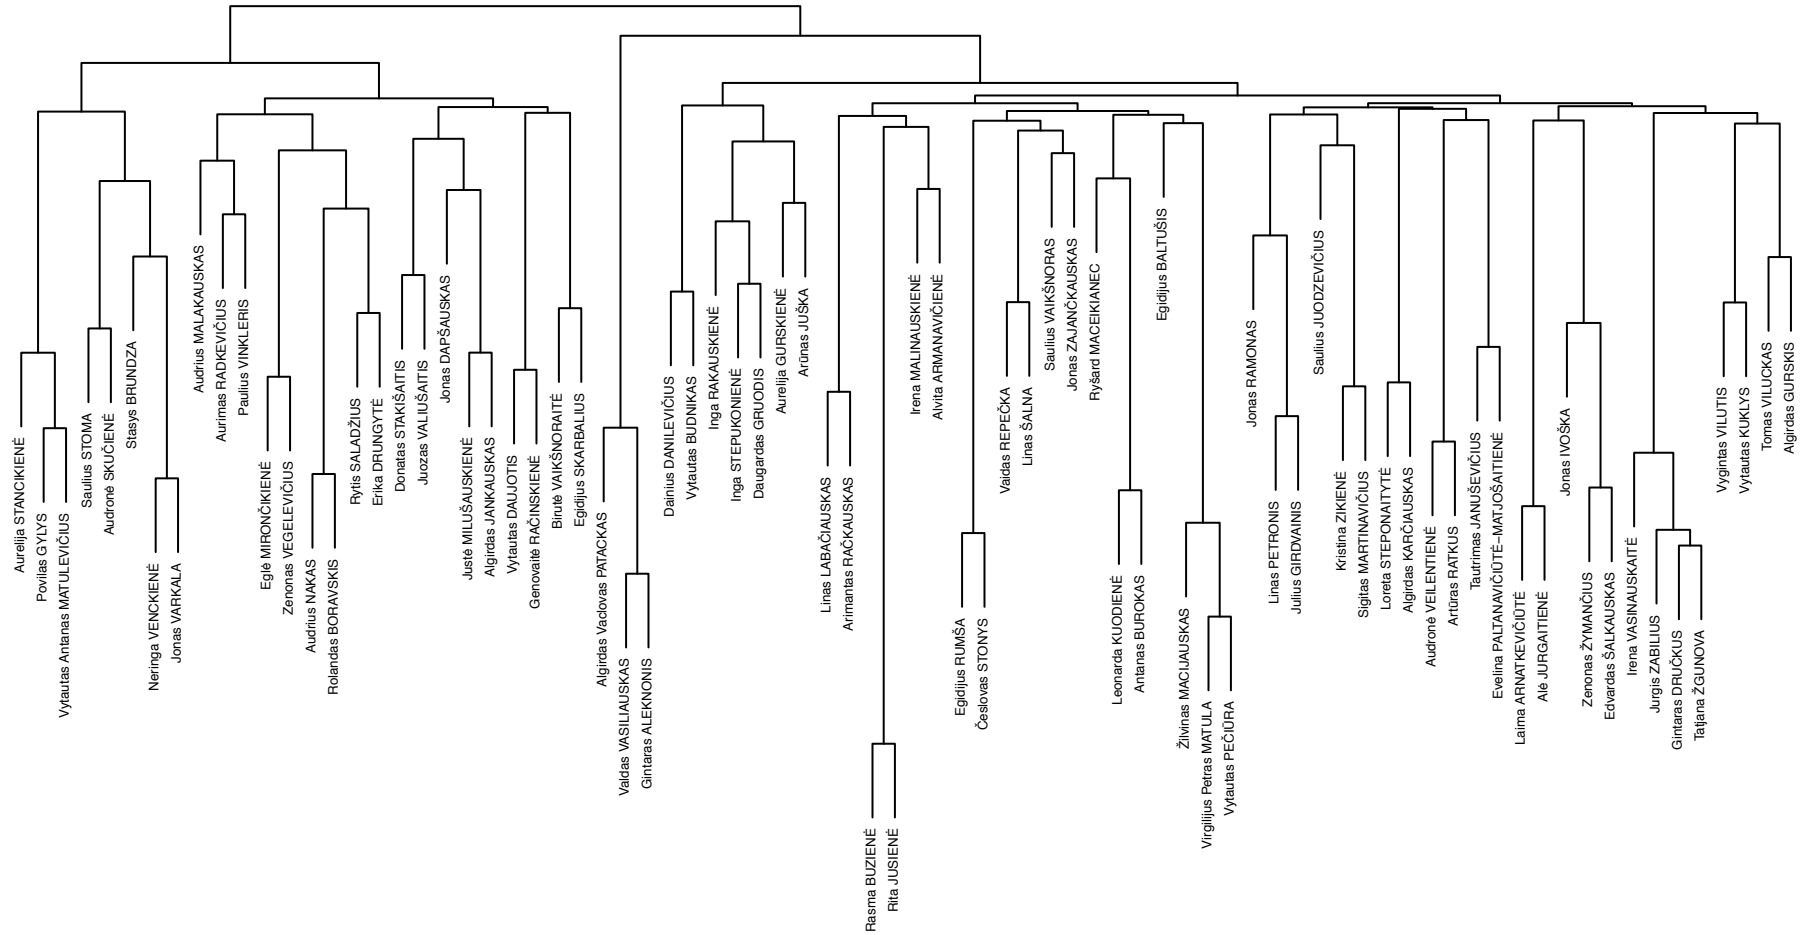 Aurelija STANCIKIENĖ
Povilas GYLYS
Vytautas Antanas MATULEVIČIUS
Saulius STOMA
Audronė SKUČIENĖ
Stasys BRUNDZA
Neringa VENCKIENĖ
Jonas VARKALA
Audrius MALAKAUSKAS
Aurimas RADKEVIČIUS
Paulius VINKLERIS
Eglė MIRONČIKIENĖ
Zenonas VEGELEVIČIUS
Audrius NAKAS
Rolandas BORAVSKIS
Rytis SALADŽIUS
Erika DRUNGYTĖ
Donatas STAKIŠAITIS
Juozas VALIUŠAITIS
Jonas DAPŠAUSKAS
Justė MILUŠAUSKIENĖ
Algirdas JANKAUSKAS
Vytautas DAUJOTIS
Genovaitė RAČINSKIENĖ
Birutė VAIKŠNORAITĖ
Egidijus SKARBALIUS
Algirdas Vaclovas PATACKAS
Valdas VASILIAUSKAS
Gintaras ALEKNONIS
Dainius DANILEVIČIUS
Vytautas BUDNIKAS
Inga RAKAUSKIENĖ
Inga STEPUKONIENĖ
Daugardas GRUODIS
Aurelija GURSKIENĖ
Arūnas JUŠKA
Linas LABAČIAUSKAS
Arimantas RAČKAUSKAS
Rasma BUZIENĖ
Rita JUSIENĖ
Irena MALINAUSKIENĖ
Alvita ARMANAVIČIENĖ
Egidijus RUMŠA
Česlovas STONYS
Vaidas REPEČKA
Linas ŠALNA
Saulius VAIKŠNORAS
Jonas ZAJANČKAUSKAS
Ryšard MACEIKIANEC
Leonarda KUODIENĖ
Antanas BUROKAS
Egidijus BALTUŠIS
Žilvinas MACIJAUSKAS
Virgilijus Petras MATULA
Vytautas PEČIŪRA
Jonas RAMONAS
Linas PETRONIS
Julius GIRDVAINIS
Saulius JUODZEVIČIUS
Kristina ZIKIENĖ
Sigitas MARTINAVIČIUS
Loreta STEPONAITYTĖ
Algirdas KARČIAUSKAS
Audronė VEILENTIENĖ
Artūras RATKUS
Tautrimas JANUŠEVIČIUS
Evelina PALTANAVIČIŪTĖ−MATJOŠAITIENĖ
Laima ARNATKEVIČIŪTĖ
Alė JURGAITIENĖ
Jonas IVOŠKA
Zenonas ŽYMANČIUS
Edvardas ŠALKAUSKAS
Irena VASINAUSKAITĖ
Jurgis ZABILIUS
Gintaras DRUČKUS
Tatjana ŽGUNOVA
Vygintas VILUTIS
Vytautas KUKLYS
Tomas VILUCKAS
Algirdas GURSKIS